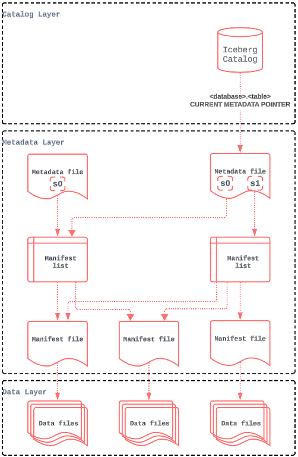 Catalog Layer
Iceberg
Catalog
<database>.<table>
CURRENT METADATA POINTER
Metadata Layer
Metadata file
s0
Metadata file
s0
s1
Manifest
list
Manifest
list
Manifest file
Manifest file
Manifest file
Data Layer
Data files
Data files
Data files